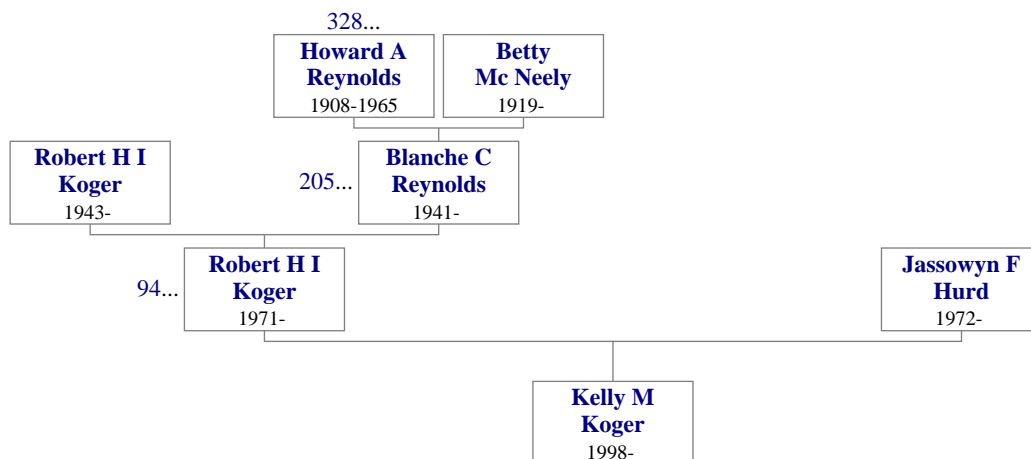 328...
Howard A
Reynolds
1908-1965
Betty
Mc Neely
1919-
Robert H I
Koger
1943-
205...
Blanche C
Reynolds
1941-
94...
Robert H I
Koger
1971-
Jassowyn F
Hurd
1972-
Kelly M
Koger
1998-